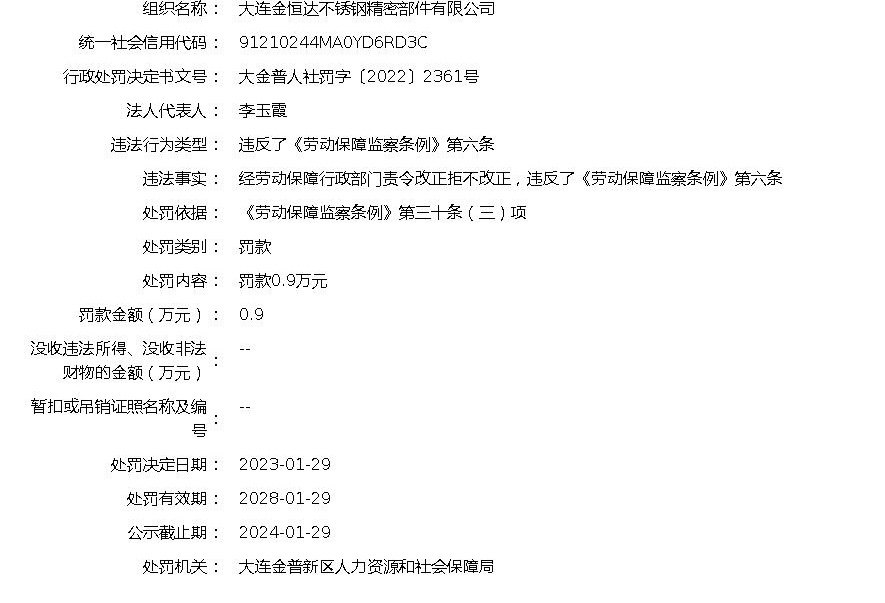 组织名称： 大连金恒达不锈钢精密部件有限公司
统一社会信用代码： 91210244MA0YD6RD3C
行政处罚决定书文号： 大金普人社罚字〔2022〕2361号
法人代表人： 李玉霞
违法行为类型： 违反了《劳动保障监察条例》第六条
违法事实： 经劳动保障行政部门责令改正拒不改正，违反了《劳动保障监察条例》第六条
处罚依据： 《劳动保障监察条例》第三十条（三）项
处罚类别： 罚款
处罚内容： 罚款0.9万元
罚款金额（万元）： 0.9
没收违法所得、没收非法
财物的金额（万元）： --
暂扣或吊销证照名称及编
号： --
处罚决定日期： 2023-01-29
处罚有效期： 2028-01-29
公示截止期： 2024-01-29
处罚机关： 大连金普新区人力资源和社会保障局